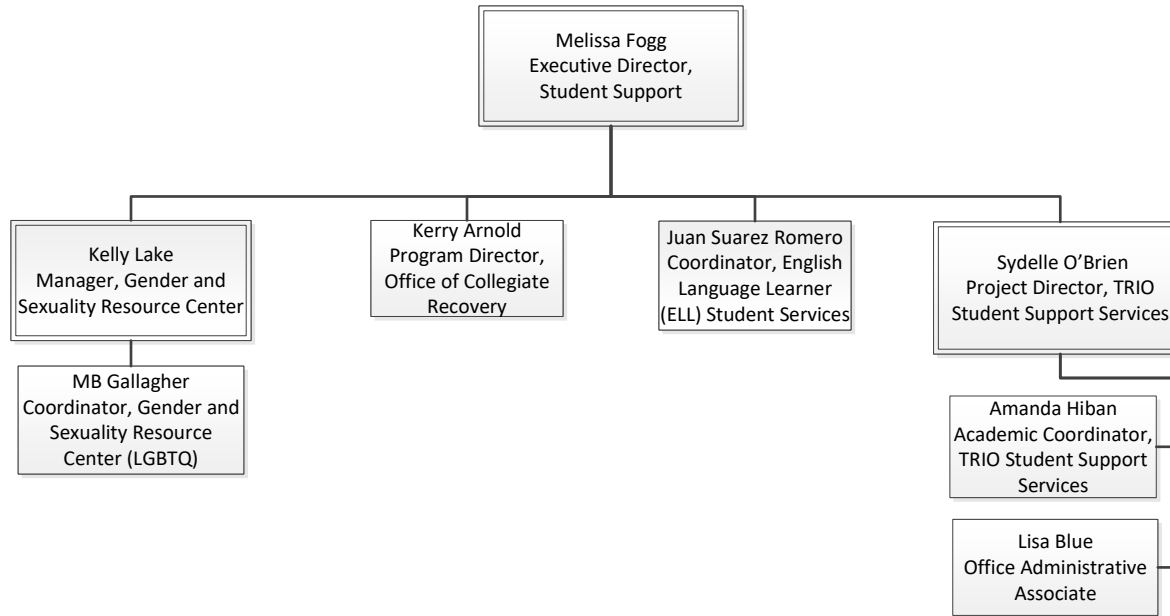 Melissa Fogg
Executive Director,
Student Support
Kelly Lake
Manager, Gender and
Sexuality Resource Center
MB Gallagher
Coordinator, Gender and
Sexuality Resource
Center (LGBTQ)
Kerry Arnold
Program Director,
Office of Collegiate
Recovery
Juan Suarez Romero
Coordinator, English
Language Learner
(ELL) Student Services
Sydelle O’Brien
Project Director, TRIO
Student Support Services
Amanda Hiban
Academic Coordinator,
TRIO Student Support
Services
Lisa Blue
Office Administrative
Associate